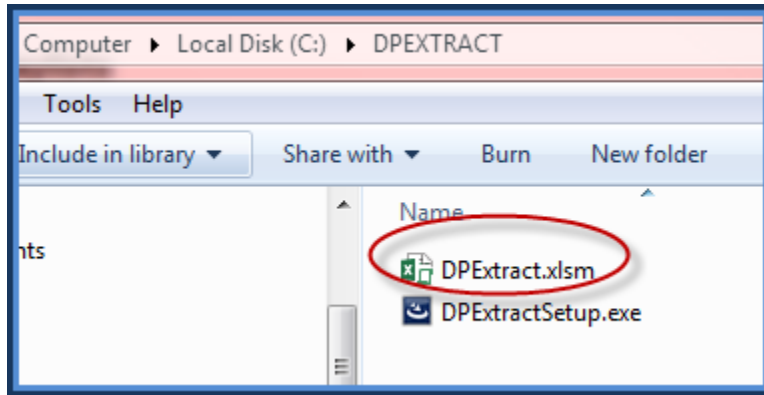 Computer ▸ Local Disk (C:) ▸ DPEXTRACT
Tools Help
Include in library ▾ Share with ▾ Burn New folder
Name
nts
DPExtract.xlsm
DPExtractSetup.exe